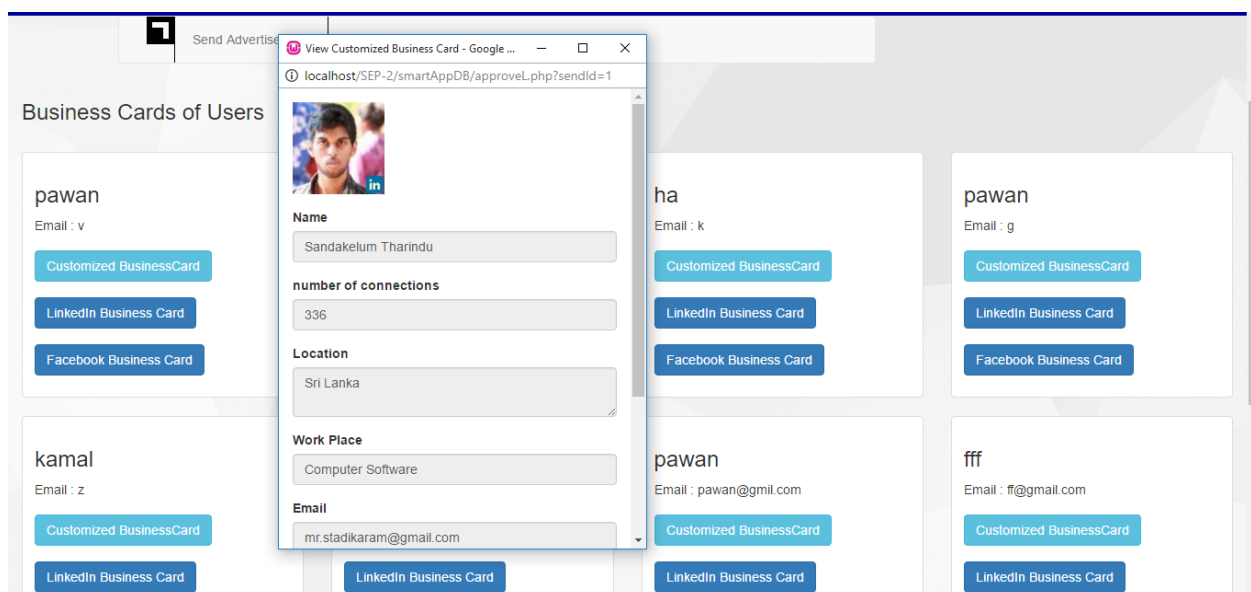 Send Advertise
View Customized Business Card - Google ...
localhost/SEP-2/smartAppDB/approveL.php?sendId=1
Business Cards of Users
in
Name
Sandakelum Tharindu
number of connections
336
Location
Sri Lanka
Work Place
Computer Software
Email
mr.stadikaram@gmail.com
pawan
Email : v
Customized BusinessCard
LinkedIn Business Card
Facebook Business Card
ha
Email : k
Customized BusinessCard
LinkedIn Business Card
Facebook Business Card
pawan
Email : g
Customized BusinessCard
LinkedIn Business Card
Facebook Business Card
kamal
Email : z
Customized BusinessCard
LinkedIn Business Card
LinkedIn Business Card
pawan
Email : pawan@gmil.com
Customized BusinessCard
LinkedIn Business Card
fff
Email : ff@gmail.com
Customized BusinessCard
LinkedIn Business Card